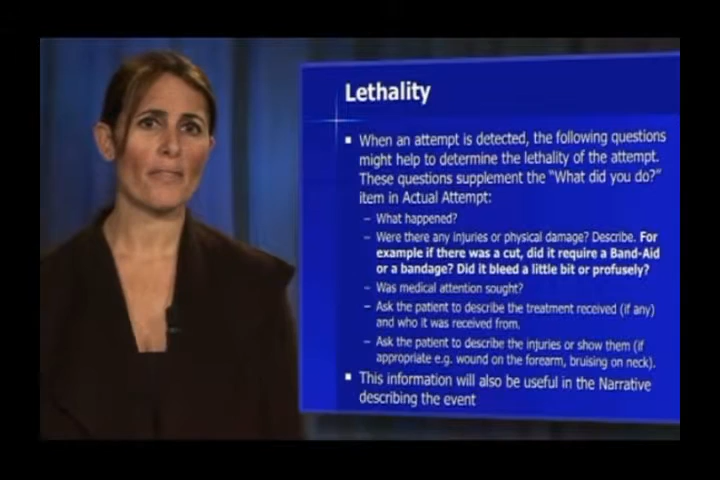 Lethality
When an attempt is detected, the following questions
might help to determine the lethality of the attempt.
These questions supplement the “What did you do?”
item in Actual Attempt:
– What happened?
– Were there any injuries or physical damage? Describe. For
example if there was a cut, did it require a Band-Aid
or a bandage? Did it bleed a little bit or profusely?
– Was medical attention sought?
– Ask the patient to describe the treatment received (if any)
and who it was received from.
– Ask the patient to describe the injuries or show them (if
appropriate e.g. wound on the forearm, bruising on neck).
This information will also be useful in the Narrative
describing the event